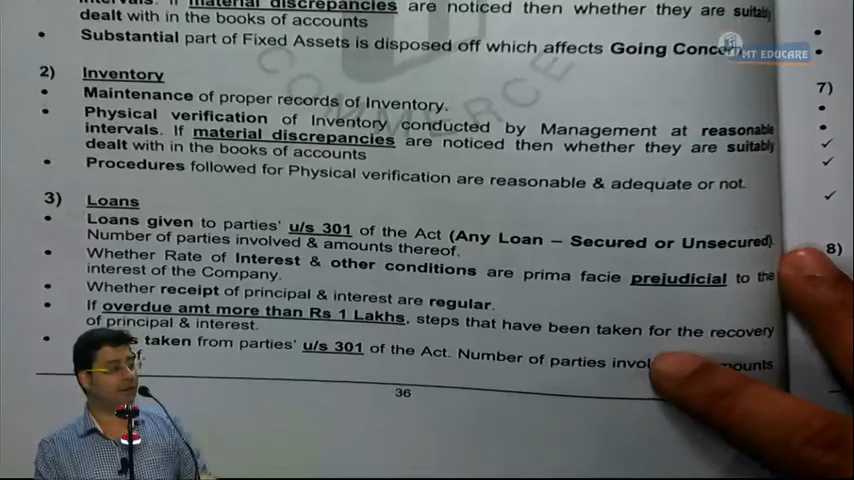 intervals. If material discrepancies are noticed then whether they are suitably
dealt with in the books of accounts
• Substantial part of Fixed Assets is disposed off which affects Going Concern
MT EDUCARE
COMMERCE
2) Inventory
• Maintenance of proper records of Inventory.
• Physical verification of Inventory conducted by Management at reasonable
intervals. If material discrepancies are noticed then whether they are suitably
dealt with in the books of accounts
• Procedures followed for Physical verification are reasonable & adequate or not.
3) Loans
• Loans given to parties' u/s 301 of the Act (Any Loan – Secured or Unsecured)
Number of parties involved & amounts thereof.
• Whether Rate of Interest & other conditions are prima facie prejudicial to the
interest of the Company.
• Whether receipt of principal & interest are regular.
• If overdue amt more than Rs 1 Lakhs, steps that have been taken for the recovery
of principal & interest.
• taken from parties' u/s 301 of the Act. Number of parties
36
7)
8)